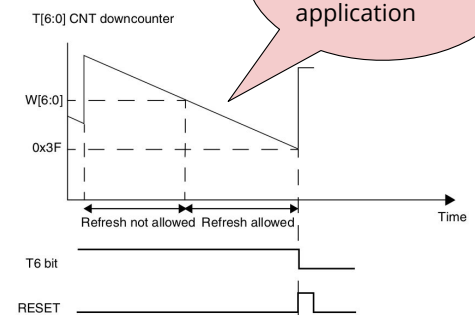 application
T[6:0] CNT downcounter
W[6:0]
0x3F
Refresh not allowed Refresh allowed
Time
T6 bit
RESET